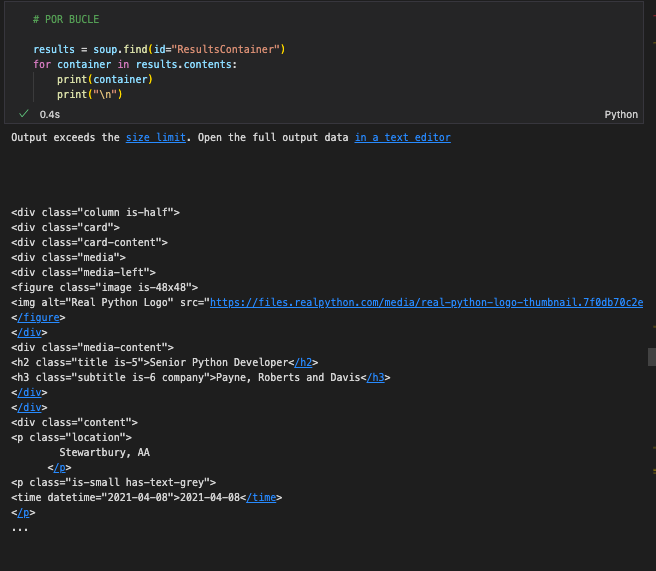 # POR BUCLE
results = soup.find(id="ResultsContainer")
for container in results.contents:
    print(container)
    print("\n")
0.4s
Python
Output exceeds the size limit. Open the full output data in a text editor
<div class="column is-half">
<div class="card">
<div class="card-content">
<div class="media">
<div class="media-left">
<figure class="image is-48x48">
<img alt="Real Python Logo" src="https://files.realpython.com/media/real-python-logo-thumbnail.7f0db70c2e
</figure>
</div>
<div class="media-content">
<h2 class="title is-5">Senior Python Developer</h2>
<h3 class="subtitle is-6 company">Payne, Roberts and Davis</h3>
</div>
</div>
<div class="content">
<p class="location">
        Stewartbury, AA
      </p>
<p class="is-small has-text-grey">
<time datetime="2021-04-08">2021-04-08</time>
</p>
...